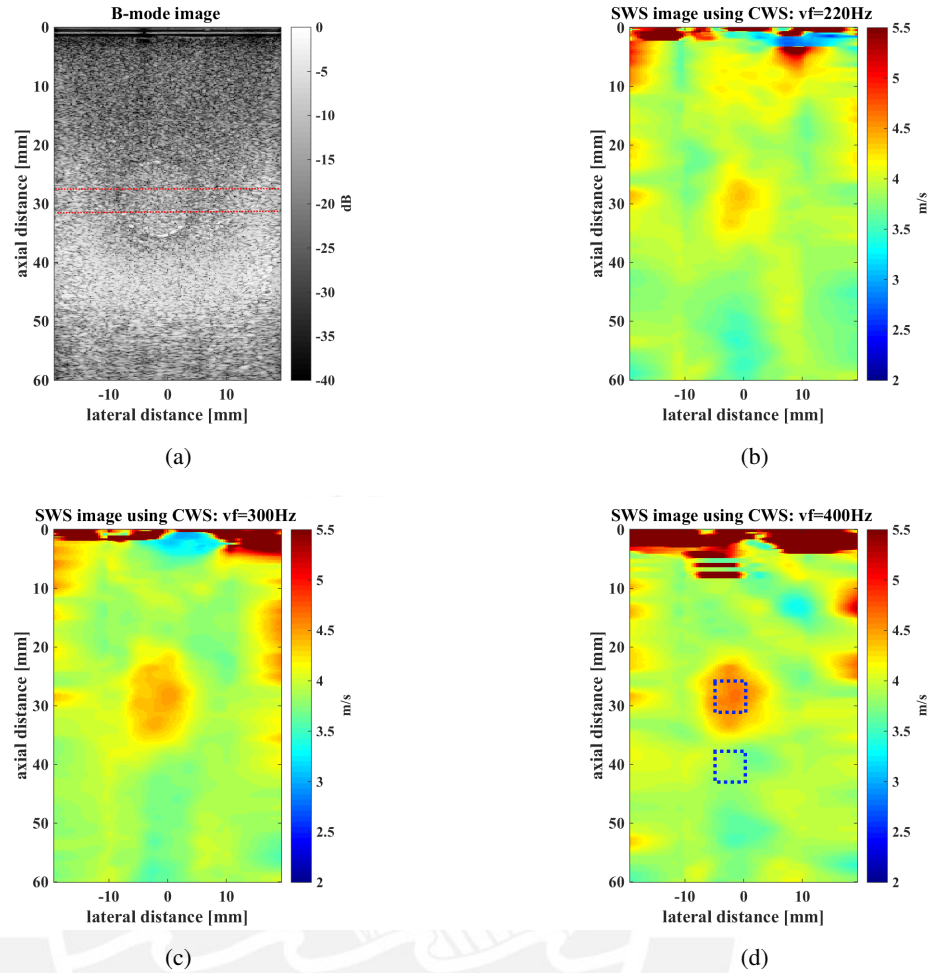 B-mode image
0
10
20
30
40
50
60
axial distance [mm]
-10 0 10
lateral distance [mm]
0
-5
-10
-15
-20
-25
-30
-35
-40
dB
(a)
SWS image using CWS: vf=220Hz
0
10
20
30
40
50
60
axial distance [mm]
-10 0 10
lateral distance [mm]
5.5
5
4.5
4
3.5
3
2.5
2
m/s
(b)
SWS image using CWS: vf=300Hz
0
10
20
30
40
50
60
axial distance [mm]
-10 0 10
lateral distance [mm]
5.5
5
4.5
4
3.5
3
2.5
2
m/s
(c)
SWS image using CWS: vf=400Hz
0
10
20
30
40
50
60
axial distance [mm]
-10 0 10
lateral distance [mm]
5.5
5
4.5
4
3.5
3
2.5
2
m/s
(d)